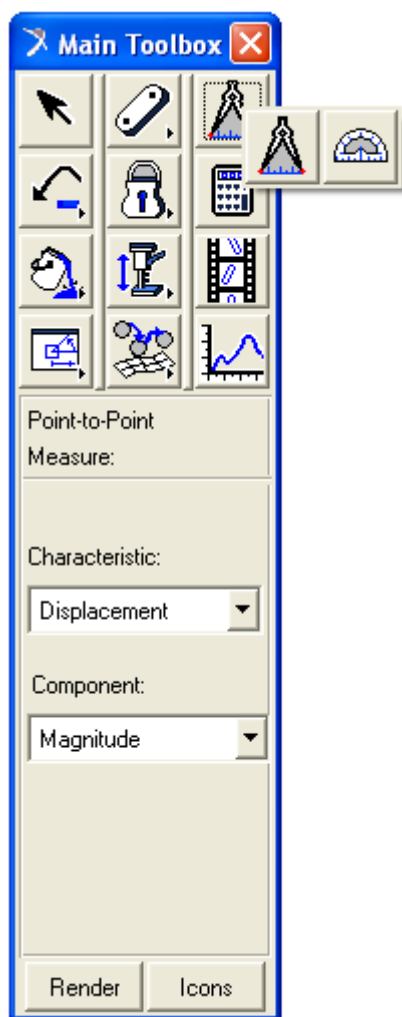 Main Toolbox
Point-to-Point
Measure:
Characteristic:
Displacement
Component:
Magnitude
Render
Icons